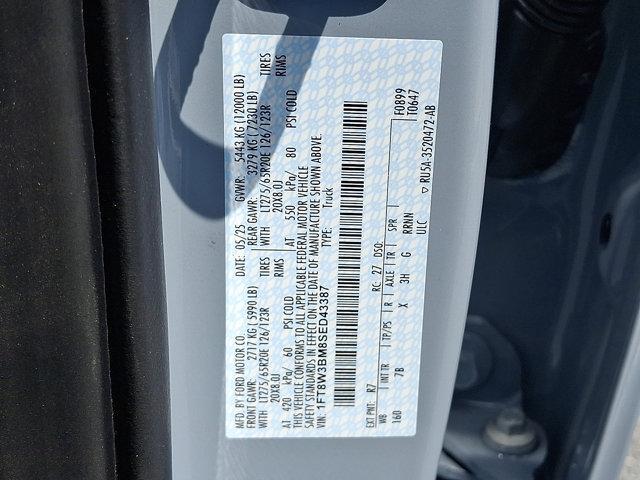 MFD. BY FORD MOTOR CO. DATE: 05/25 GVWR: 5443 KG (12000 LB)
FRONT GAWR: 2717 KG (5990 LB) REAR GAWR: 3279 KG (7230 LB)
WITH LT275/65R20E 126/123R TIRES WITH LT275/65R20E 126/123R TIRES
20X8.0J RIMS 20X8.0J RIMS
AT 420 kPa/ 60 PSI COLD AT 550 kPa/ 80 PSI COLD
THIS VEHICLE CONFORMS TO ALL APPLICABLE FEDERAL MOTOR VEHICLE
SAFETY STANDARDS IN EFFECT ON THE DATE OF MANUFACTURE SHOWN ABOVE.
VIN: 1FT8W3BM8SED43387 TYPE: Truck
EXT PNT: K7 RC: 27 DSO: F0899
WB INT TR TP/PS R AXLE TR SPR T0647
160 7B X 3H G RRNN
ULC
▽ RU5A-3520472-AB